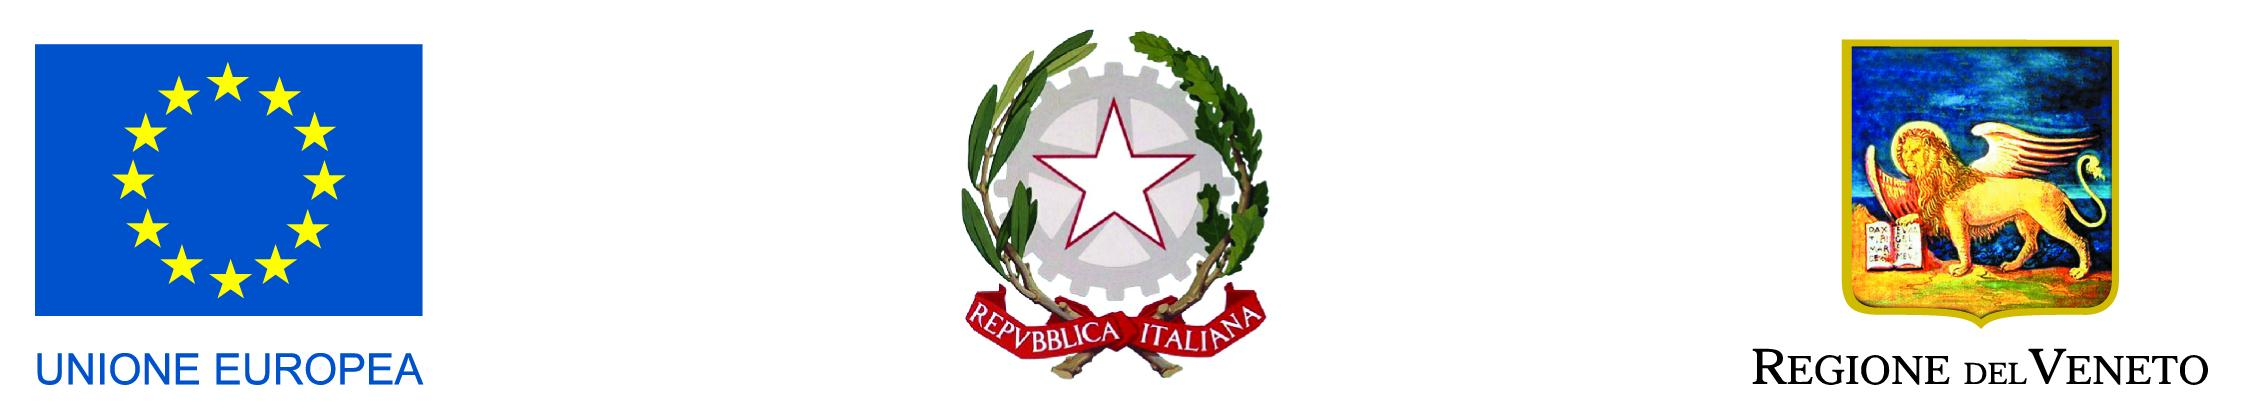 UNIONE EUROPEA
REPVBBLICA ITALIANA
REGIONE DEL VENETO